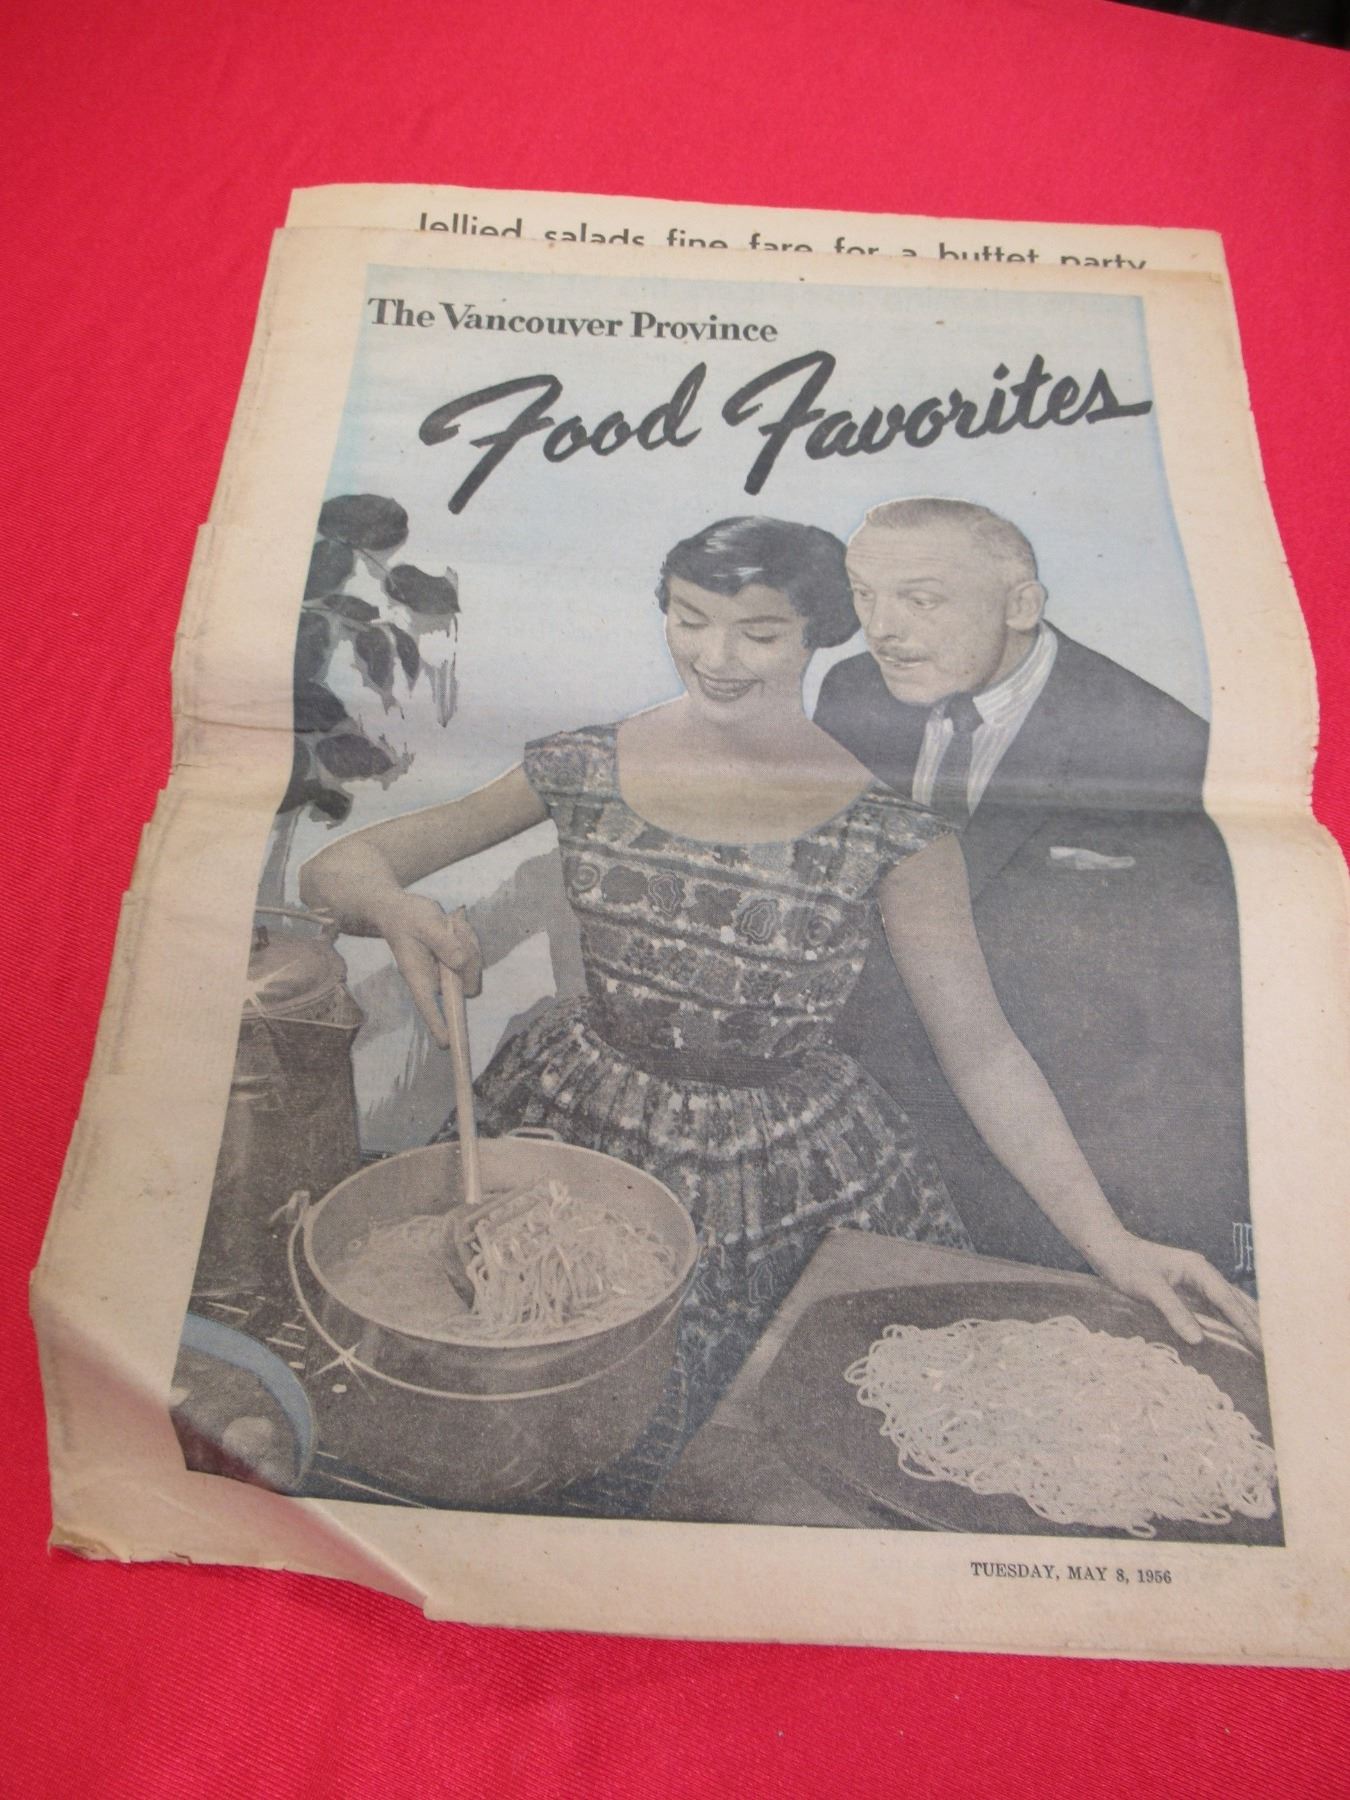 Jellied salads fine fare for a buffet party
The Vancouver Province
Food Favorites
TUESDAY, MAY 8, 1956